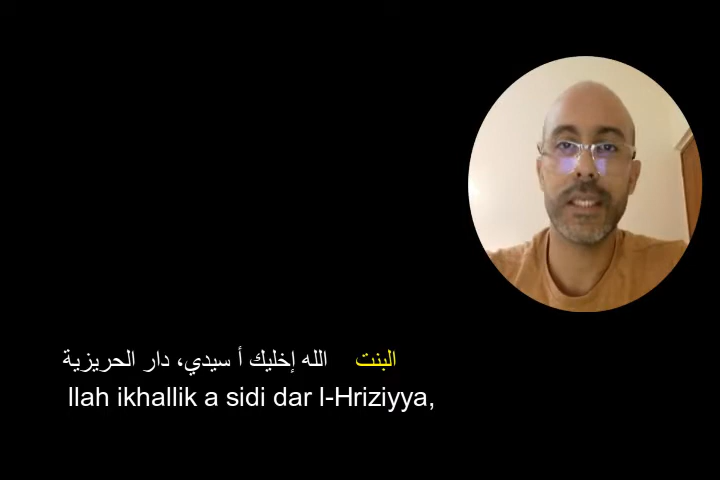 البنت الله إخليك أ سيدي، دار الحريزية
llah ikhallik a sidi dar l-Hriziyya,